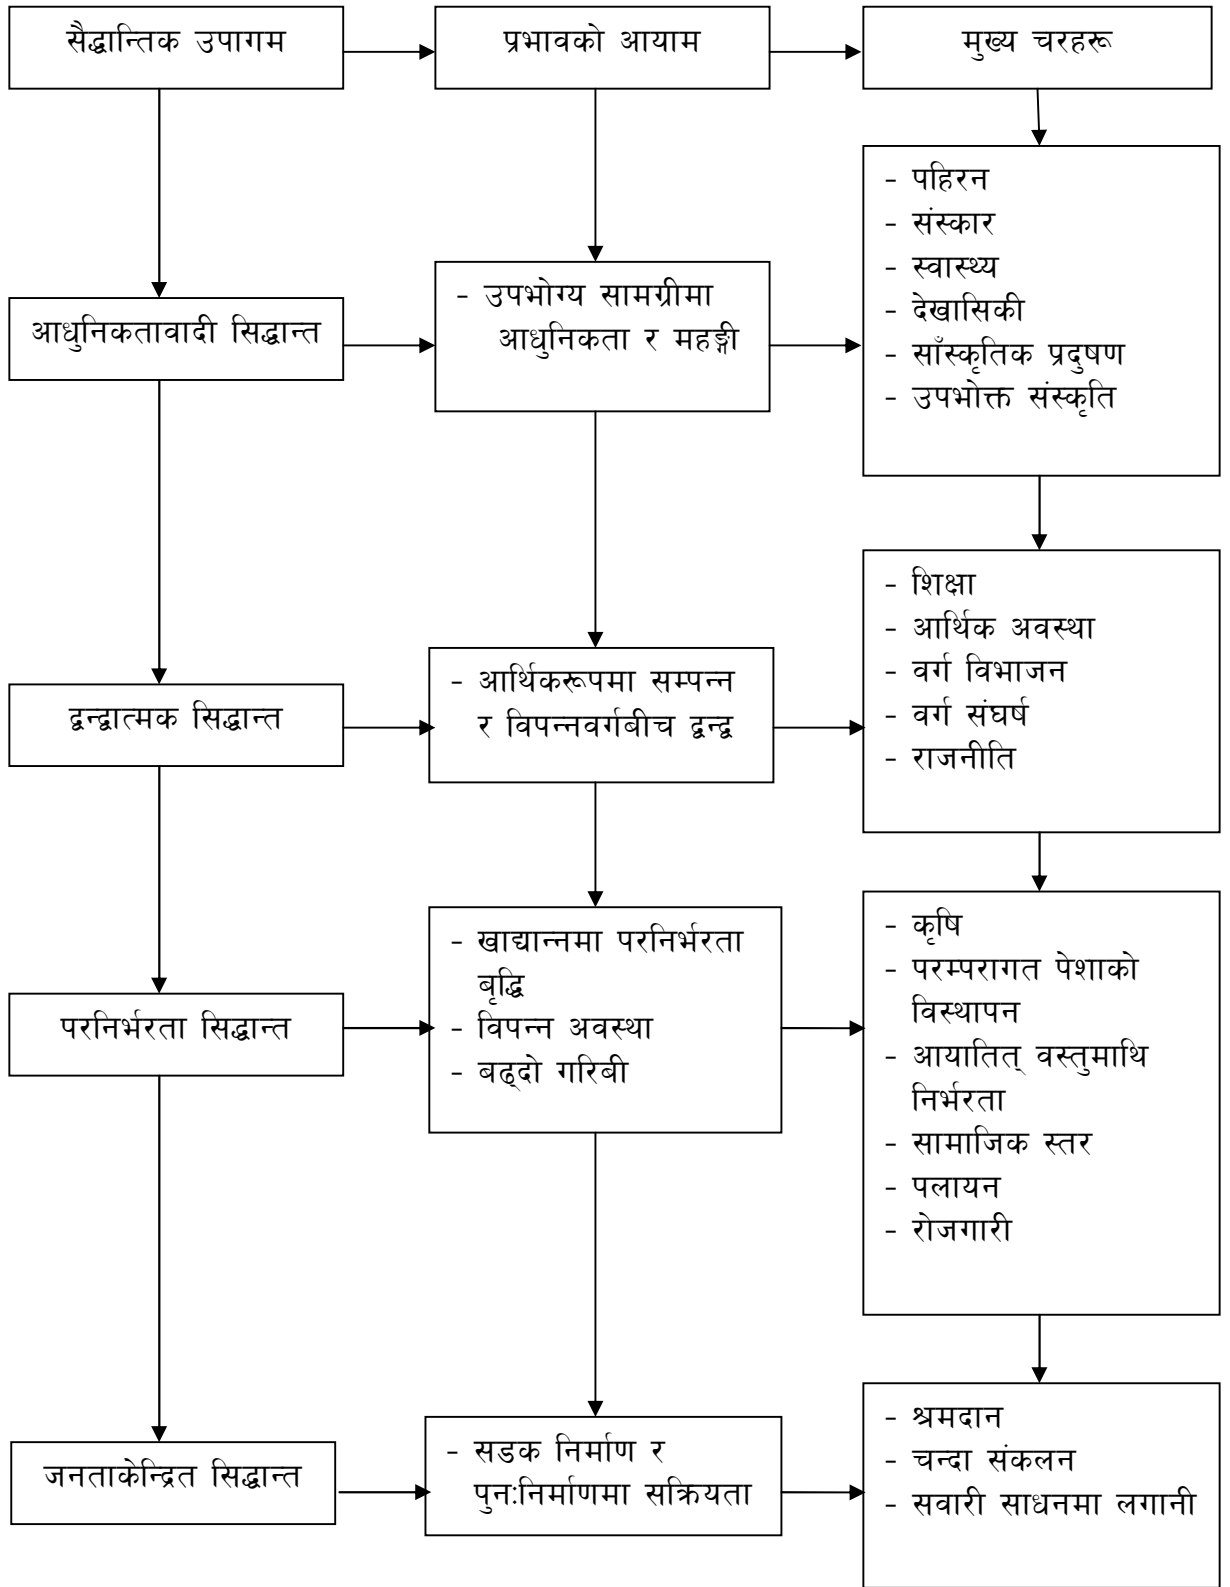 सैद्धान्तिक उपागम
प्रभावको आयाम
मुख्य चरहरू
- पहिरन
- संस्कार
- स्वास्थ्य
- देखासिकी
- साँस्कृतिक प्रदुषण
- उपभोक्त संस्कृति
आधुनिकतावादी सिद्धान्त
- उपभोग्य सामग्रीमा
आधुनिकता र महङ्गी
- शिक्षा
- आर्थिक अवस्था
- वर्ग विभाजन
- वर्ग संघर्ष
- राजनीति
द्वन्द्वात्मक सिद्धान्त
- आर्थिकरूपमा सम्पन्न
र विपन्नवर्गबीच द्वन्द्व
- कृषि
- परम्परागत पेशाको
विस्थापन
- आयातित् वस्तुमाथि
निर्भरता
- सामाजिक स्तर
- पलायन
- रोजगारी
परनिर्भरता सिद्धान्त
- खाद्यान्नमा परनिर्भरता
बृद्धि
- विपन्न अवस्था
- बढ्दो गरिबी
जनताकेन्द्रित सिद्धान्त
- सडक निर्माण र
पुनःनिर्माणमा सक्रियता
- श्रमदान
- चन्दा संकलन
- सवारी साधनमा लगानी